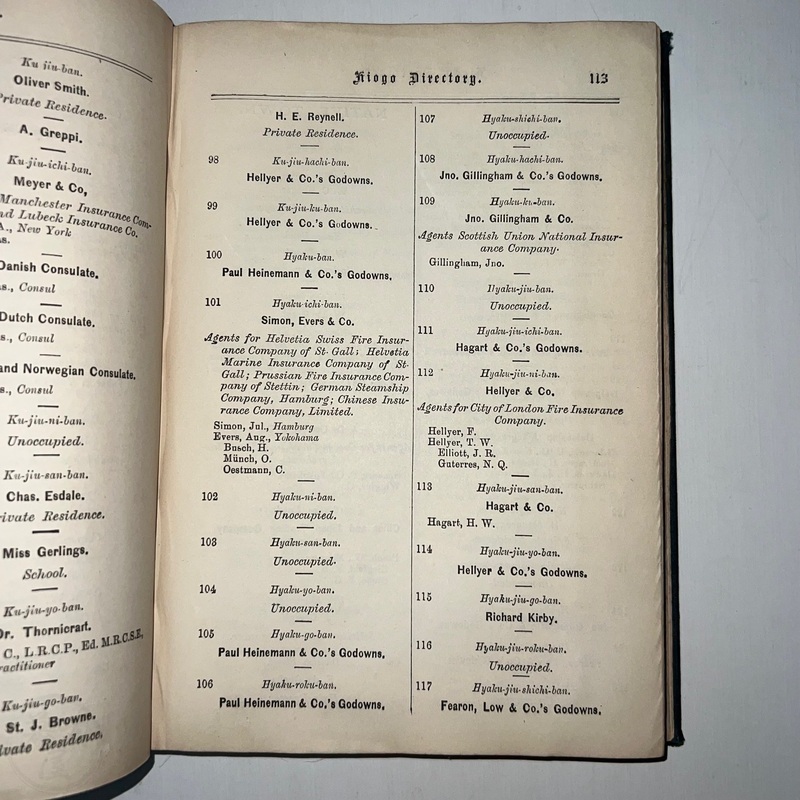 Ku jiu-ban.
Oliver Smith.
Private Residence.
A. Greppi.
Ku-jiu-ichi-ban.
Meyer & Co,
Manchester Insurance Com-
nd Lubeck Insurance Co.
A., New York
s.
Danish Consulate.
s., Consul
Dutch Consulate.
s., Consul
and Norwegian Consulate.
s., Consul
Ku-jiu-ni-ban.
Unoccupied.
Ku-jiu-san-ban.
Chas. Esdale.
rivate Residence.
Miss Gerlings.
School.
Ku-jiu-yo-ban.
Dr. Thornicraft.
C., L.R.C.P., Ed. M.R.C.S.E,
ractitioner
Ku-jiu-go-ban.
St. J. Browne.
ivate Residence.
Hiogo Directory. 113
H. E. Reynell.
Private Residence.
98 Ku-jiu-hachi-ban.
Hellyer & Co.'s Godowns.
99 Ku-jiu-ku-ban.
Hellyer & Co.'s Godowns.
100 Hyaku-ban.
Paul Heinemann & Co.'s Godowns.
101 Hyaku-ichi-ban.
Simon, Evers & Co.
Agents for Helvetia Swiss Fire Insur-
ance Company of St. Gall; Helvetia
Marine Insurance Company of St.
Gall; Prussian Fire Insurance Com-
pany of Stettin; German Steamship
Company, Hamburg; Chinese Insu-
rance Company, Limited.
Simon, Jul., Hamburg
Evers, Aug., Yokohama
Busch, H.
Münch, O.
Oestmann, C.
102 Hyaku-ni-ban.
Unoccupied.
103 Hyaku-san-ban.
Unoccupied.
104 Hyaku-yo-ban.
Unoccupied.
105 Hyaku-go-ban.
Paul Heinemann & Co.'s Godowns.
106 Hyaku-roku-ban.
Paul Heinemann & Co.'s Godowns.
107 Hyaku-shichi-ban.
Unoccupied.
108 Hyaku-hachi-ban.
Jno. Gillingham & Co.'s Godowns.
109 Hyaku-ku-ban.
Jno. Gillingham & Co.
Agents Scottish Union National Insur-
ance Company.
Gillingham, Jno.
110 Hyaku-jiu-ban.
Unoccupied.
111 Hyaku-jiu-ichi-ban.
Hagart & Co.'s Godowns.
112 Hyaku-jiu-ni-ban.
Hellyer & Co.
Agents for City of London Fire Insurance
Company.
Hellyer, F.
Hellyer, T. W.
Elliott, J. R.
Guterres, N. Q.
113 Hyaku-jiu-san-ban.
Hagart & Co.
Hagart, H. W.
114 Hyaku-jiu-yo-ban.
Hellyer & Co.'s Godowns.
115 Hyaku-jiu-go-ban.
Richard Kirby.
116 Hyaku-jiu-roku-ban.
Unoccupied.
117 Hyaku-jiu-shichi-ban.
Fearon, Low & Co.'s Godowns.